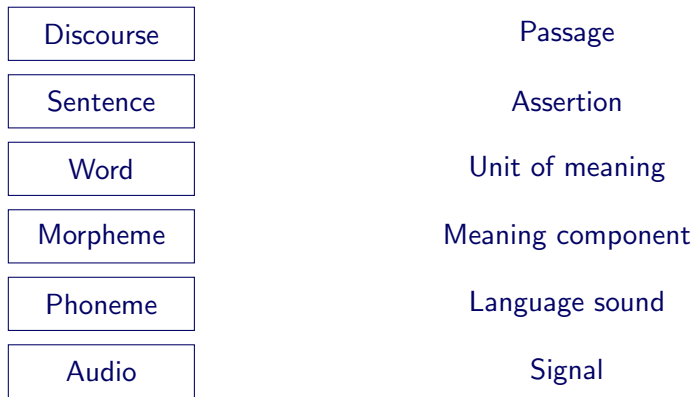 Discourse Passage
Sentence Assertion
Word Unit of meaning
Morpheme Meaning component
Phoneme Language sound
Audio Signal